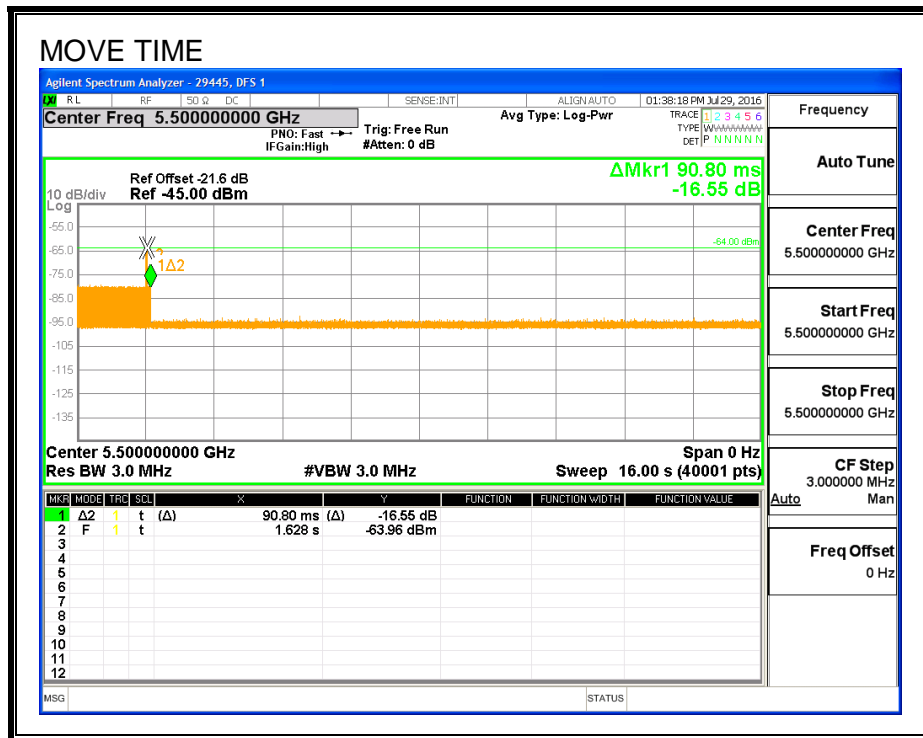 MOVE TIME
Agilent Spectrum Analyzer - 29445, DFS 1
LXI RL RF 50 Ω DC SENSE:INT ALIGN AUTO 01:38:18 PM Jul 29, 2016
Center Freq 5.500000000 GHz Avg Type: Log-Pwr TRACE 1 2 3 4 5 6
PNO: Fast Trig: Free Run TYPE WWWWWW
IFGain:High #Atten: 0 dB DET P N N N N N
Frequency
Auto Tune
Center Freq
5.500000000 GHz
Start Freq
5.500000000 GHz
Stop Freq
5.500000000 GHz
CF Step
3.000000 MHz
Auto Man
Freq Offset
0 Hz
ΔMkr1 90.80 ms
-16.55 dB
Ref Offset -21.6 dB
10 dB/div Ref -45.00 dBm
Log
-55.0
-65.0
-75.0
-85.0
-95.0
-105
-115
-125
-135
-64.00 dBm
2
1Δ2
Center 5.500000000 GHz Span 0 Hz
Res BW 3.0 MHz #VBW 3.0 MHz Sweep 16.00 s (40001 pts)
MKR MODE TRC SCL X Y FUNCTION FUNCTION WIDTH FUNCTION VALUE
1 Δ2 1 t (Δ) 90.80 ms (Δ) -16.55 dB
2 F 1 t 1.628 s -63.96 dBm
3
4
5
6
7
8
9
10
11
12
MSG STATUS